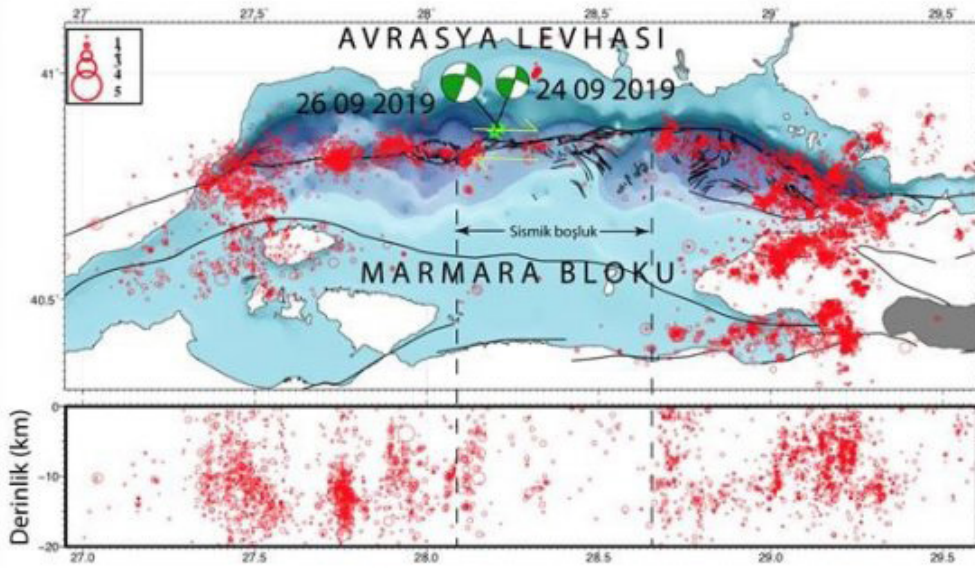 27' 27.5 28' 28,5' 29' 29,5'
1
3
4
5
AVRASYA LEVHASI
41'
26 09 2019
24 09 2019
Sismik boşluk
MARMARA BLOKU
40.5'
Derinlik (km)
0
-10
-20
27.0 27.5 28.0 28.5 29.0 29.5